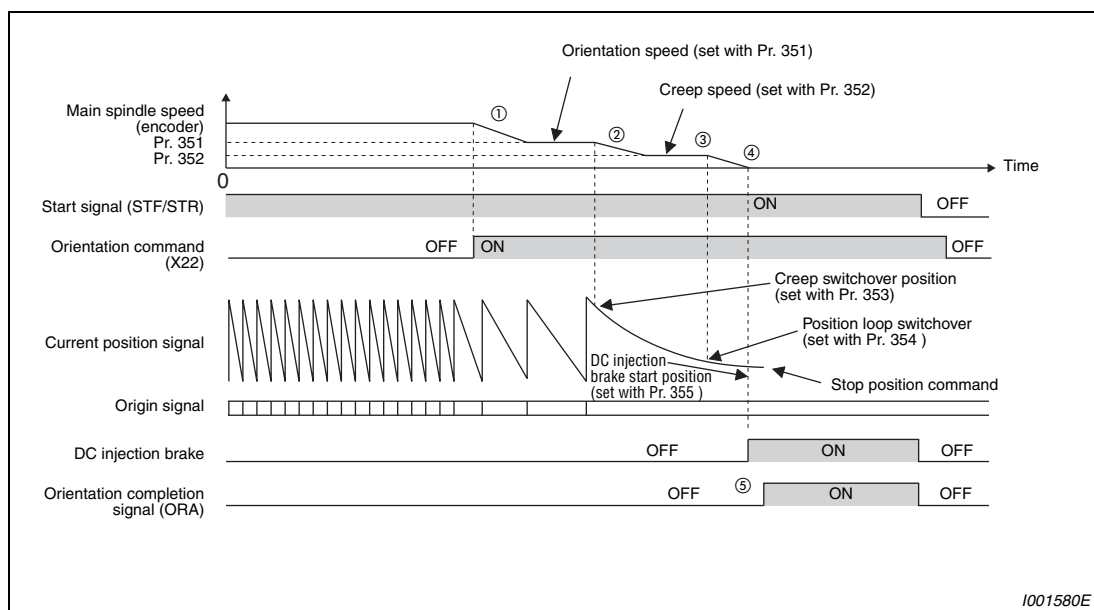 Orientation speed (set with Pr. 351)
Creep speed (set with Pr. 352)
Main spindle speed
(encoder)
Pr. 351
Pr. 352
①
②
③
④
Time
0
Start signal (STF/STR)
ON
OFF
Orientation command
(X22)
OFF
ON
OFF
Creep switchover position
(set with Pr. 353)
Current position signal
Position loop switchover
(set with Pr. 354 )
DC injection
brake start position
(set with Pr. 355 )
Stop position command
Origin signal
DC injection brake
OFF
ON
OFF
Orientation completion
signal (ORA)
OFF
⑤
ON
OFF
I001580E